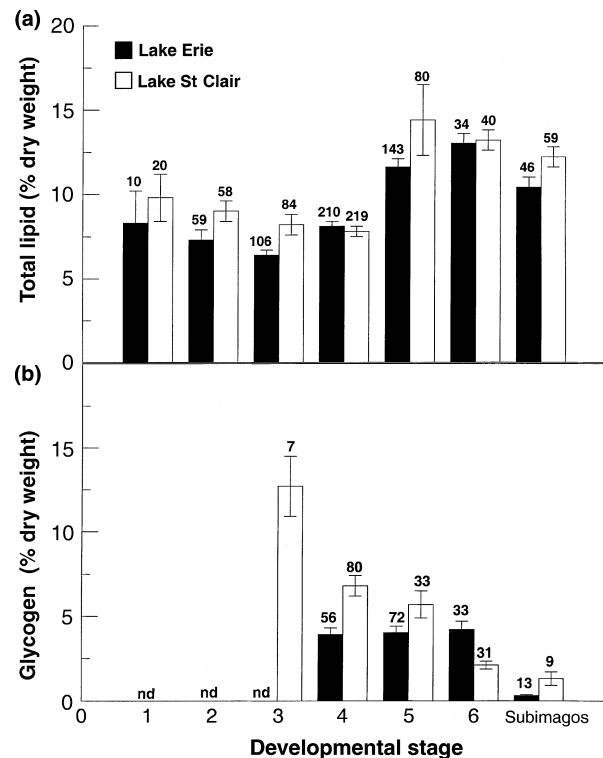 (a)
Total lipid (% dry weight)
20
15
10
5
0
Lake Erie
Lake St Clair
10
20
59
58
106
84
210
219
143
80
34
40
46
59
(b)
Glycogen (% dry weight)
15
10
5
0
nd
nd
nd
7
56
80
72
33
33
31
13
9
0 1 2 3 4 5 6 Subimagos
Developmental stage